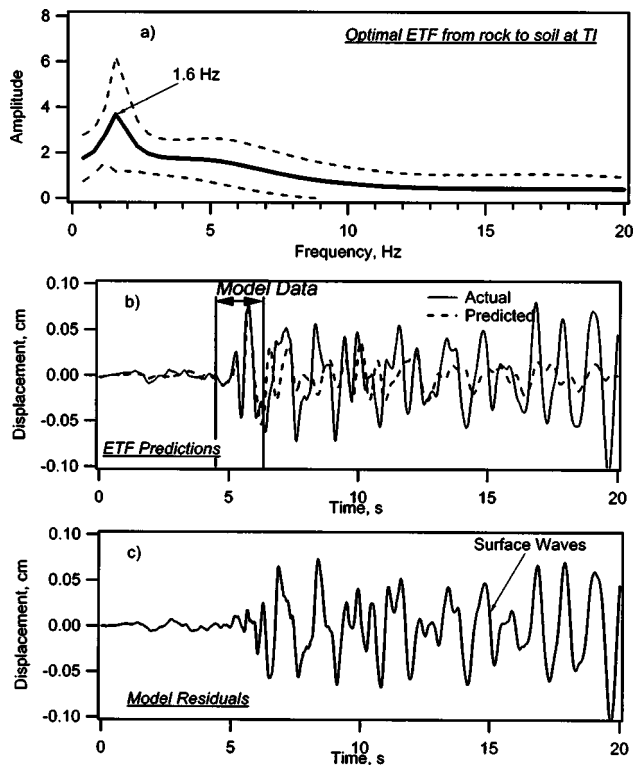 a)
Optimal ETF from rock to soil at TI
1.6 Hz
Amplitude
8
6
4
2
0
0 5 10 15 20
Frequency, Hz
b)
Model Data
Actual
Predicted
Displacement, cm
0.10
0.05
0.00
-0.05
-0.10
ETF Predictions
0 5 10 15 20
Time, s
c)
Surface Waves
Displacement, cm
0.10
0.05
0.00
-0.05
-0.10
Model Residuals
0 5 10 15 20
Time, s